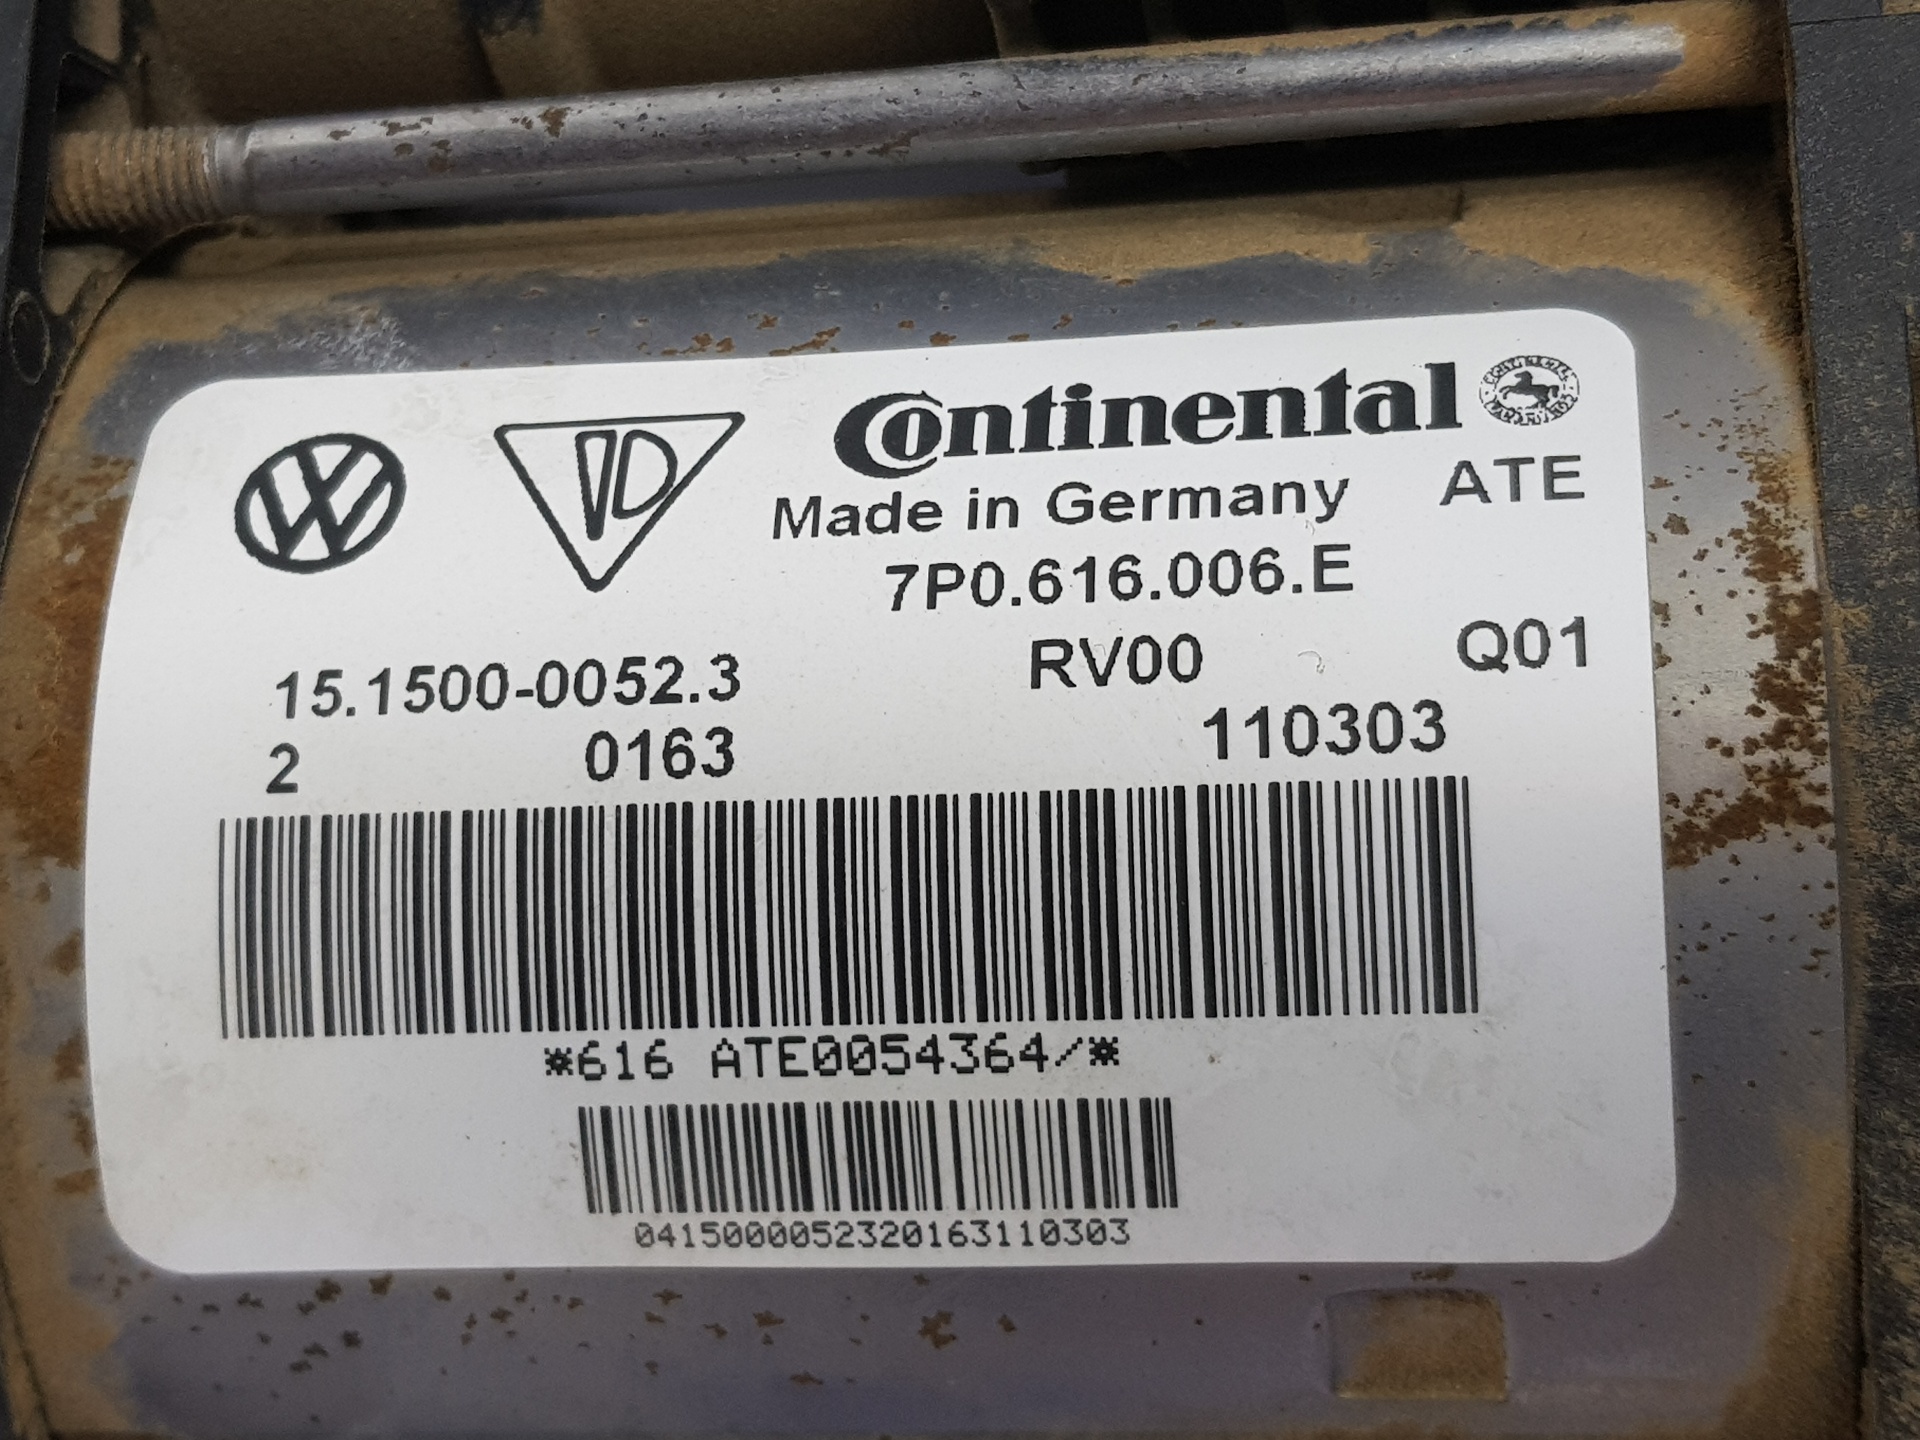 Continental
Made in Germany ATE
7P0.616.006.E
15.1500-0052.3 RV00 Q01
2 0163 110303
*616 ATE0054364/*
0415000052320163110303